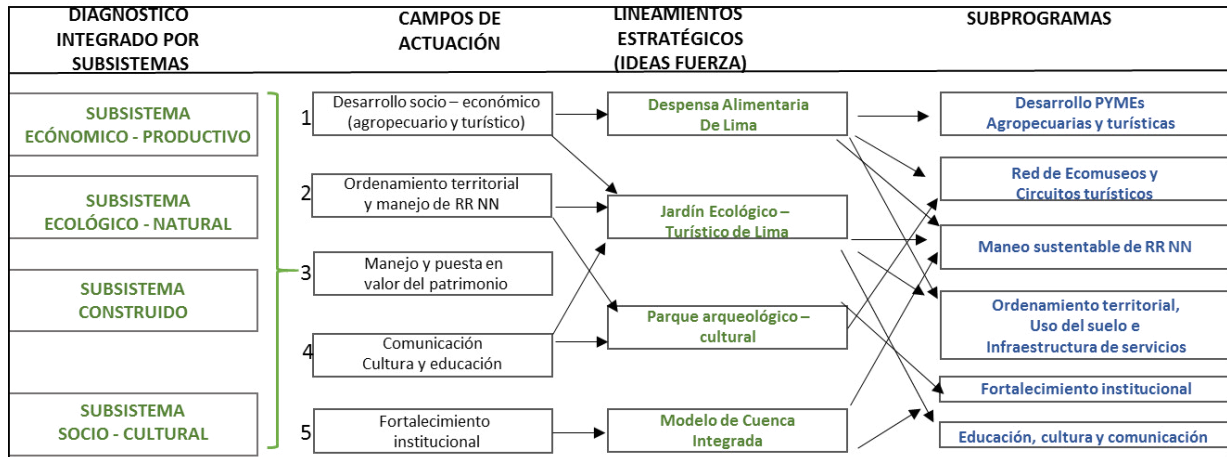 DIAGNOSTICO
INTEGRADO POR
SUBSISTEMAS
CAMPOS DE
ACTUACIÓN
LINEAMIENTOS
ESTRATÉGICOS
(IDEAS FUERZA)
SUBPROGRAMAS
SUBSISTEMA
ECÓNOMICO - PRODUCTIVO
SUBSISTEMA
ECOLÓGICO - NATURAL
SUBSISTEMA
CONSTRUIDO
SUBSISTEMA
SOCIO - CULTURAL
1
Desarrollo socio – económico
(agropecuario y turístico)
2
Ordenamiento territorial
y manejo de RR NN
3
Manejo y puesta en
valor del patrimonio
4
Comunicación
Cultura y educación
5
Fortalecimiento
institucional
Despensa Alimentaria
De Lima
Jardín Ecológico –
Turístico de Lima
Parque arqueológico –
cultural
Modelo de Cuenca
Integrada
Desarrollo PYMEs
Agropecuarias y turísticas
Red de Ecomuseos y
Circuitos turísticos
Maneo sustentable de RR NN
Ordenamiento territorial,
Uso del suelo e
Infraestructura de servicios
Fortalecimiento institucional
Educación, cultura y comunicación